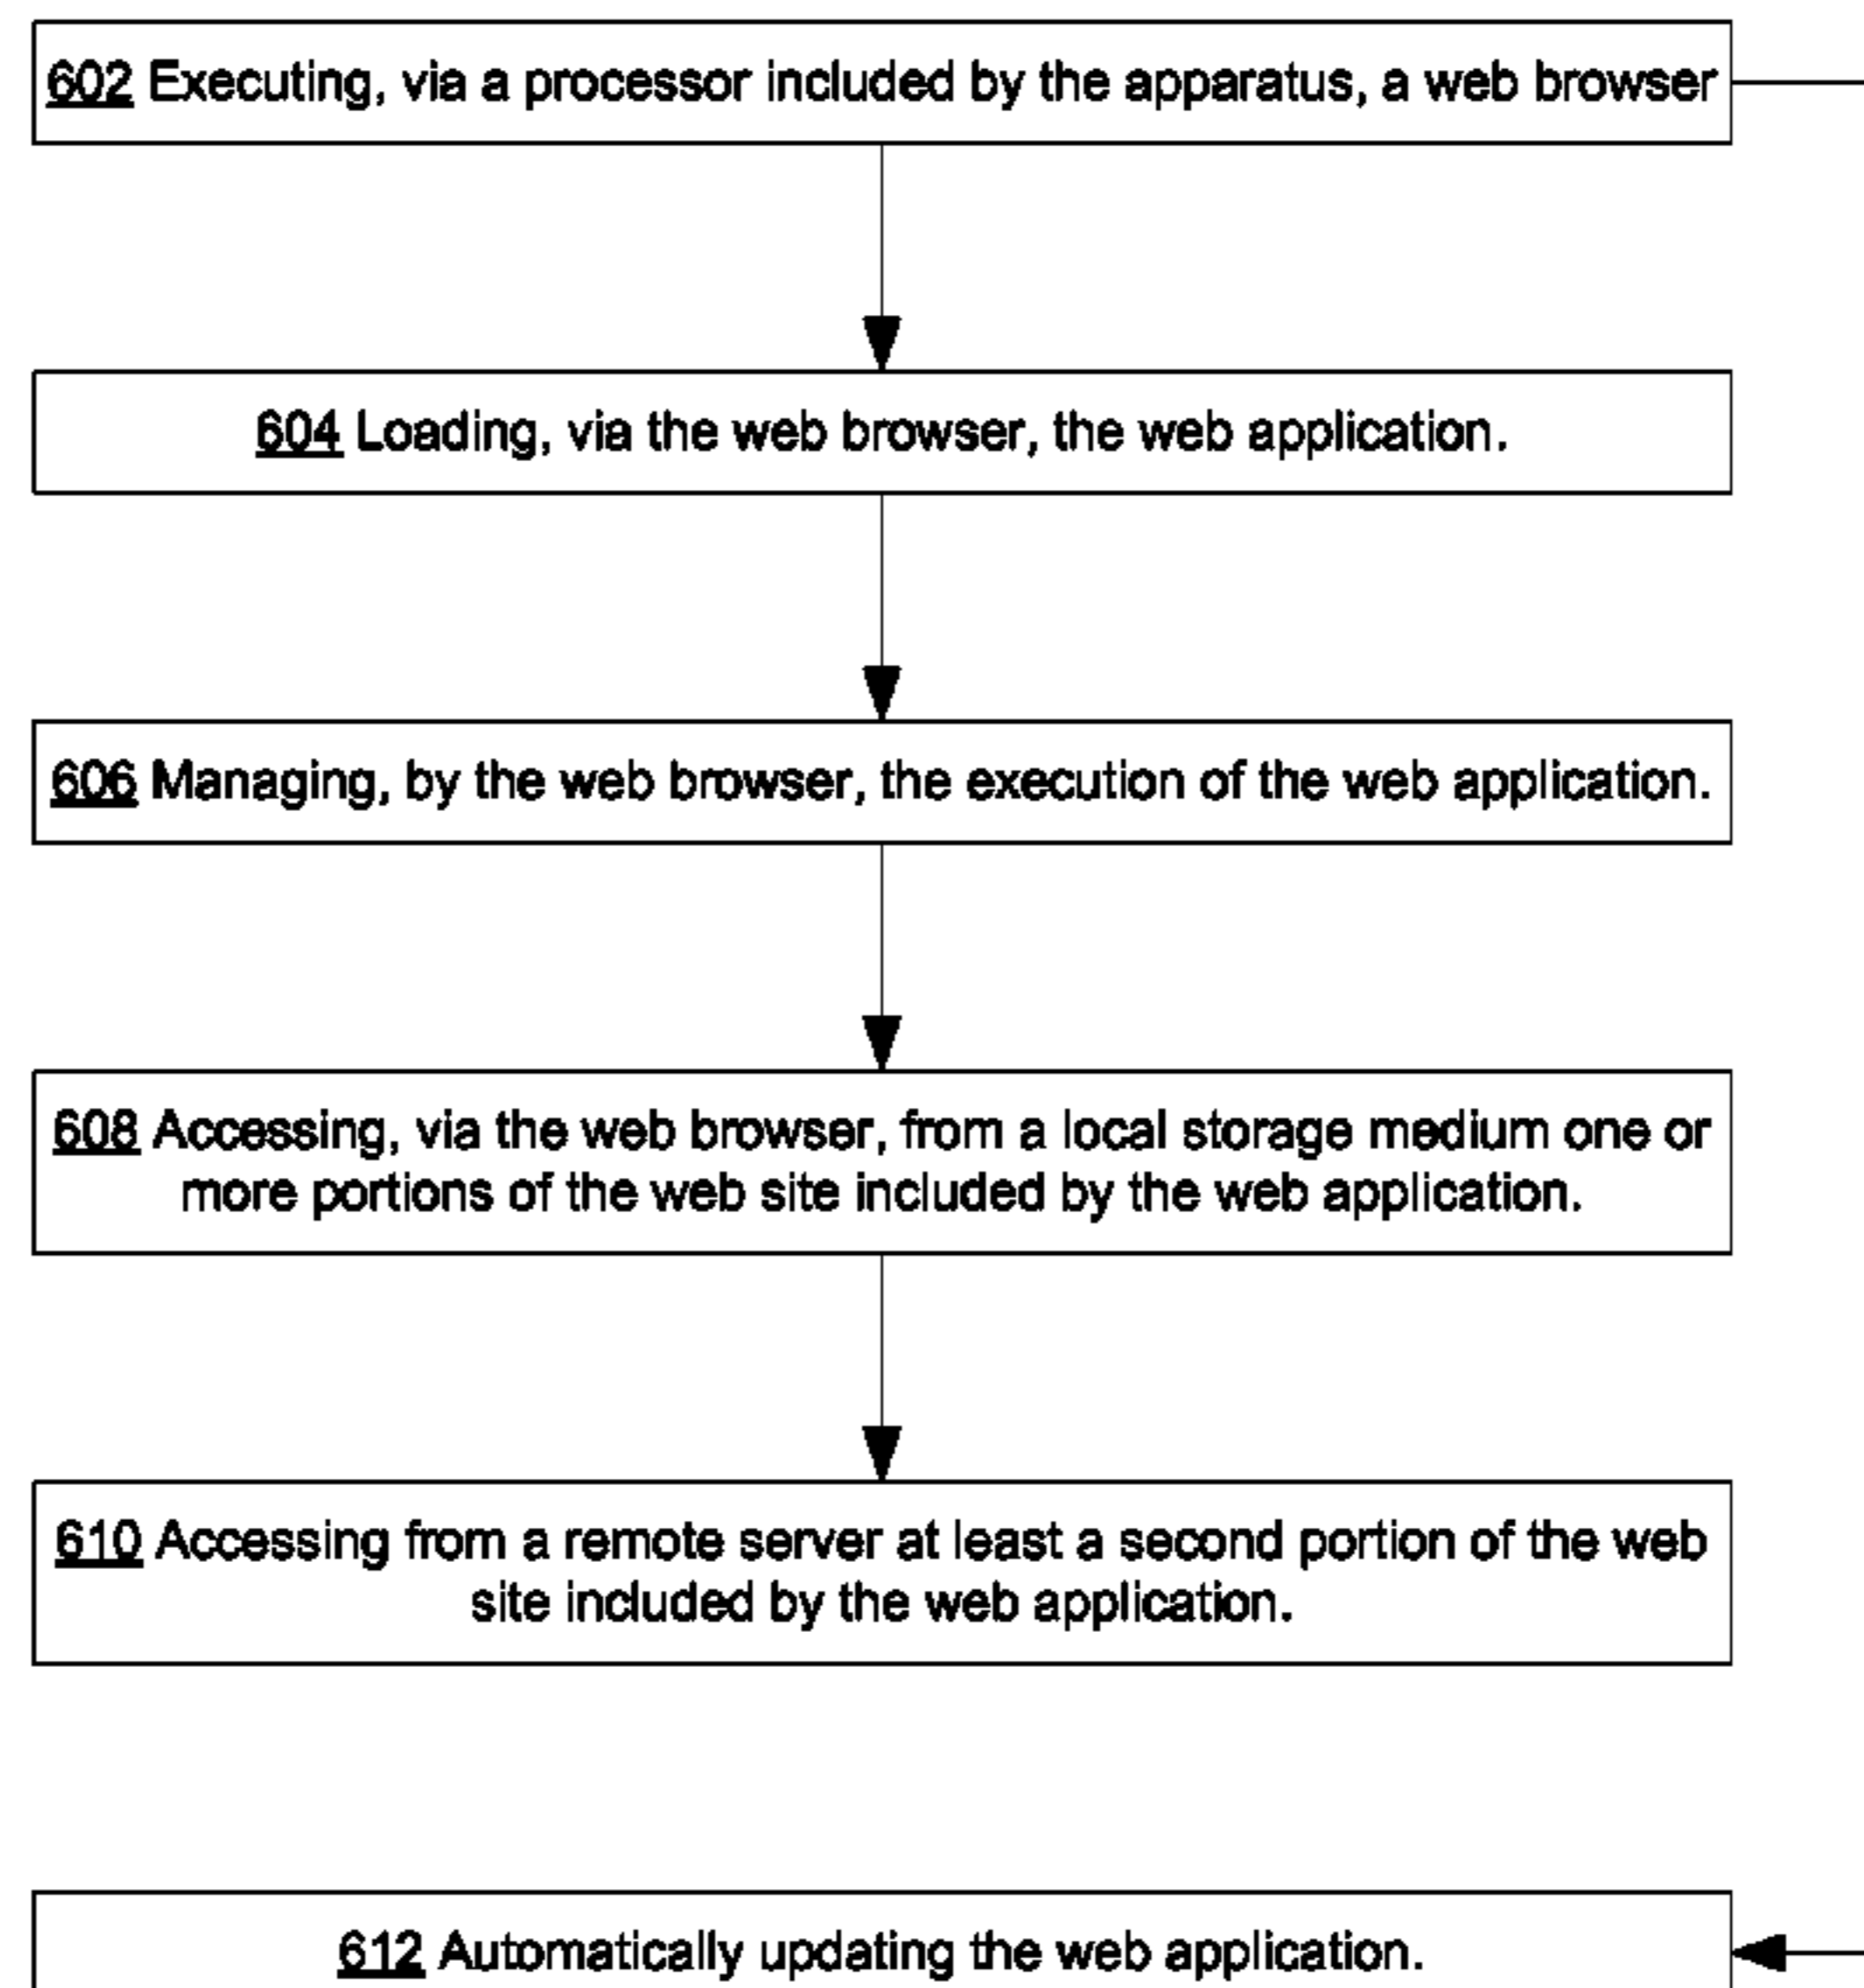 602 Executing, via a processor included by the apparatus, a web browser
604 Loading, via the web browser, the web application.
606 Managing, by the web browser, the execution of the web application.
608 Accessing, via the web browser, from a local storage medium one or
more portions of the web site included by the web application.
610 Accessing from a remote server at least a second portion of the web
site included by the web application.
612 Automatically updating the web application.